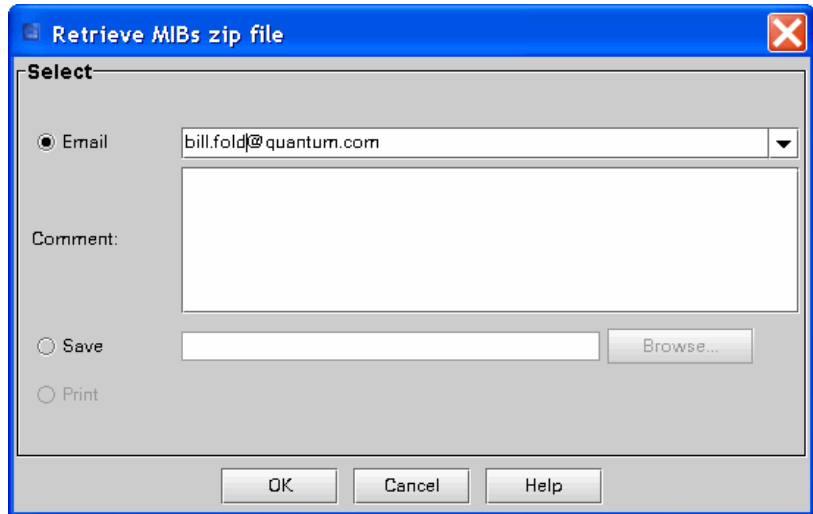 Retrieve MIBs zip file
Select
Email
bill.fold@quantum.com
Comment:
Save
Browse...
Print
OK
Cancel
Help